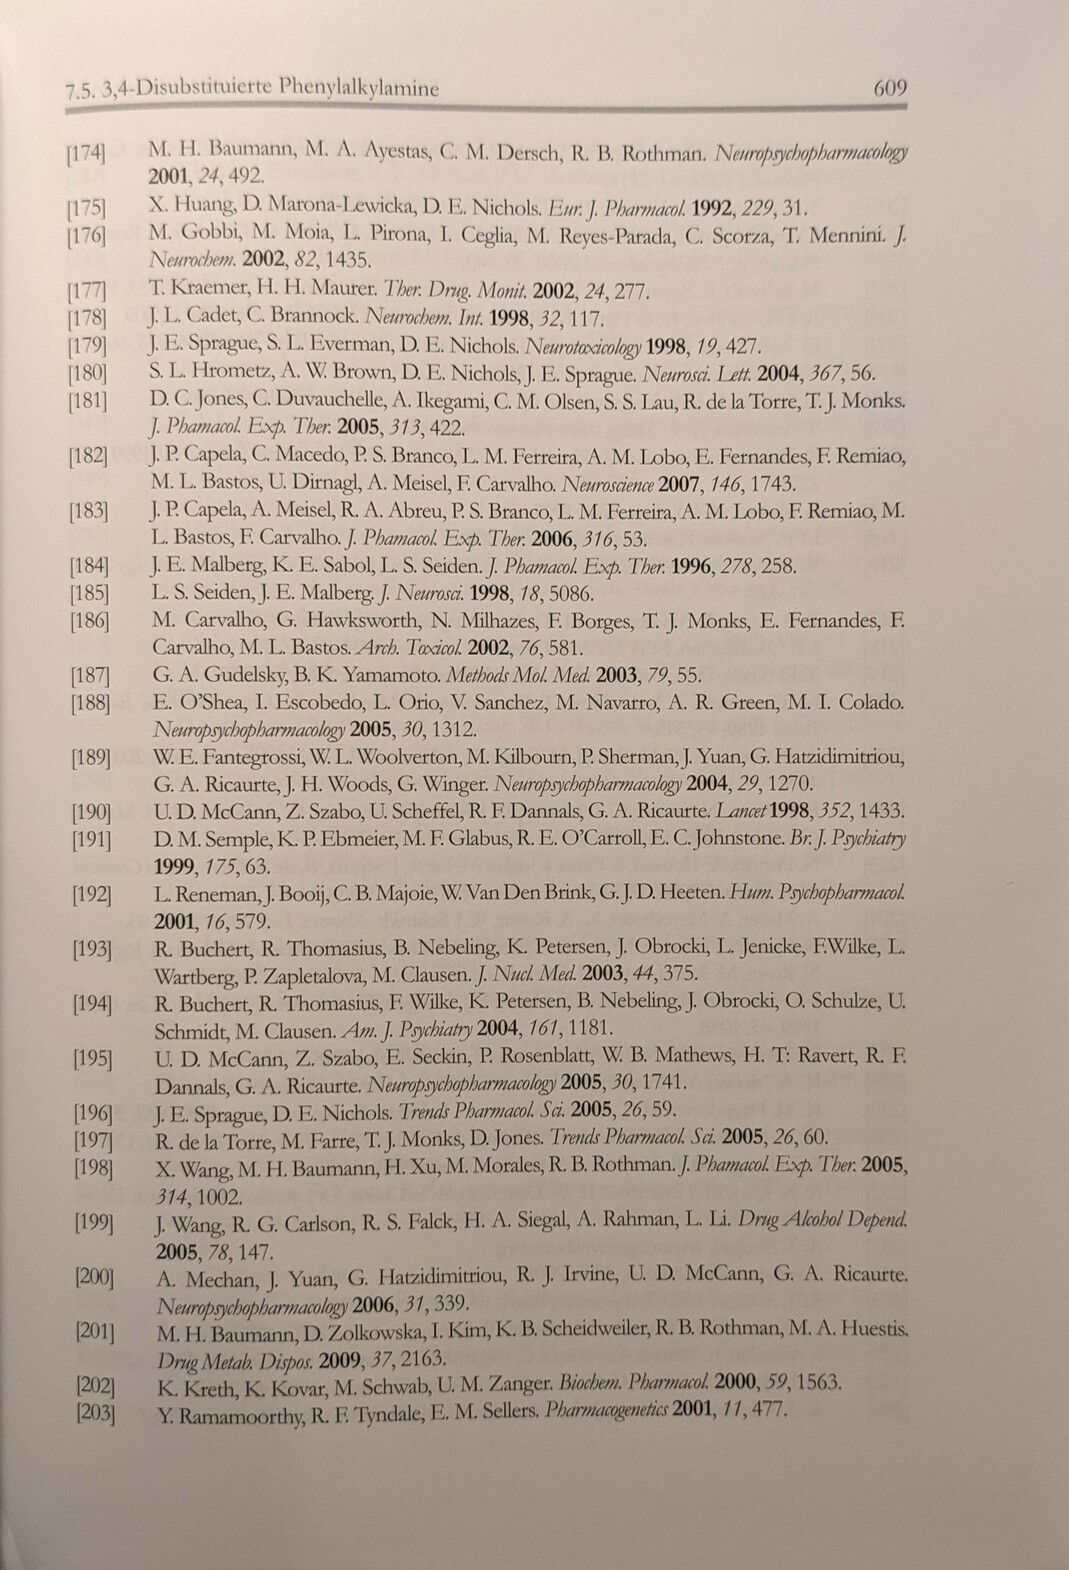 7.5. 3,4-Disubstituierte Phenylalkylamine 609
[174] M. H. Baumann, M. A. Ayestas, C. M. Dersch, R. B. Rothman. Neuropsychopharmacology
2001, 24, 492.
[175] X. Huang, D. Marona-Lewicka, D. E. Nichols. Eur. J. Pharmacol. 1992, 229, 31.
[176] M. Gobbi, M. Moia, L. Pirona, I. Ceglia, M. Reyes-Parada, C. Scorza, T. Mennini. J.
Neurochem. 2002, 82, 1435.
[177] T. Kraemer, H. H. Maurer. Ther. Drug. Monit. 2002, 24, 277.
[178] J. L. Cadet, C. Brannock. Neurochem. Int. 1998, 32, 117.
[179] J. E. Sprague, S. L. Everman, D. E. Nichols. Neurotoxicology 1998, 19, 427.
[180] S. L. Hrometz, A. W. Brown, D. E. Nichols, J. E. Sprague. Neurosci. Lett. 2004, 367, 56.
[181] D. C. Jones, C. Duvauchelle, A. Ikegami, C. M. Olsen, S. S. Lau, R. de la Torre, T. J. Monks.
J. Phamacol. Exp. Ther. 2005, 313, 422.
[182] J. P. Capela, C. Macedo, P. S. Branco, L. M. Ferreira, A. M. Lobo, E. Fernandes, F. Remiao,
M. L. Bastos, U. Dirnagl, A. Meisel, F. Carvalho. Neuroscience 2007, 146, 1743.
[183] J. P. Capela, A. Meisel, R. A. Abreu, P. S. Branco, L. M. Ferreira, A. M. Lobo, F. Remiao, M.
L. Bastos, F. Carvalho. J. Phamacol. Exp. Ther. 2006, 316, 53.
[184] J. E. Malberg, K. E. Sabol, L. S. Seiden. J. Phamacol. Exp. Ther. 1996, 278, 258.
[185] L. S. Seiden, J. E. Malberg. J. Neurosci. 1998, 18, 5086.
[186] M. Carvalho, G. Hawksworth, N. Milhazes, F. Borges, T. J. Monks, E. Fernandes, F.
Carvalho, M. L. Bastos. Arch. Toxicol. 2002, 76, 581.
[187] G. A. Gudelsky, B. K. Yamamoto. Methods Mol. Med. 2003, 79, 55.
[188] E. O'Shea, I. Escobedo, L. Orio, V. Sanchez, M. Navarro, A. R. Green, M. I. Colado.
Neuropsychopharmacology 2005, 30, 1312.
[189] W. E. Fantegrossi, W. L. Woolverton, M. Kilbourn, P. Sherman, J. Yuan, G. Hatzidimitriou,
G. A. Ricaurte, J. H. Woods, G. Winger. Neuropsychopharmacology 2004, 29, 1270.
[190] U. D. McCann, Z. Szabo, U. Scheffel, R. F. Dannals, G. A. Ricaurte. Lancet 1998, 352, 1433.
[191] D. M. Semple, K. P. Ebmeier, M. F. Glabus, R. E. O'Carroll, E. C. Johnstone. Br. J. Psychiatry
1999, 175, 63.
[192] L. Reneman, J. Booij, C. B. Majoie, W. Van Den Brink, G. J. D. Heeten. Hum. Psychopharmacol.
2001, 16, 579.
[193] R. Buchert, R. Thomasius, B. Nebeling, K. Petersen, J. Obrocki, L. Jenicke, F.Wilke, L.
Wartberg, P. Zapletalova, M. Clausen. J. Nucl. Med. 2003, 44, 375.
[194] R. Buchert, R. Thomasius, F. Wilke, K. Petersen, B. Nebeling, J. Obrocki, O. Schulze, U.
Schmidt, M. Clausen. Am. J. Psychiatry 2004, 161, 1181.
[195] U. D. McCann, Z. Szabo, E. Seckin, P. Rosenblatt, W. B. Mathews, H. T: Ravert, R. F.
Dannals, G. A. Ricaurte. Neuropsychopharmacology 2005, 30, 1741.
[196] J. E. Sprague, D. E. Nichols. Trends Pharmacol. Sci. 2005, 26, 59.
[197] R. de la Torre, M. Farre, T. J. Monks, D. Jones. Trends Pharmacol. Sci. 2005, 26, 60.
[198] X. Wang, M. H. Baumann, H. Xu, M. Morales, R. B. Rothman. J. Phamacol. Exp. Ther. 2005,
314, 1002.
[199] J. Wang, R. G. Carlson, R. S. Falck, H. A. Siegal, A. Rahman, L. Li. Drug Alcohol Depend.
2005, 78, 147.
[200] A. Mechan, J. Yuan, G. Hatzidimitriou, R. J. Irvine, U. D. McCann, G. A. Ricaurte.
Neuropsychopharmacology 2006, 31, 339.
[201] M. H. Baumann, D. Zolkowska, I. Kim, K. B. Scheidweiler, R. B. Rothman, M. A. Huestis.
Drug Metab. Dispos. 2009, 37, 2163.
[202] K. Kreth, K. Kovar, M. Schwab, U. M. Zanger. Biochem. Pharmacol. 2000, 59, 1563.
[203] Y. Ramamoorthy, R. F. Tyndale, E. M. Sellers. Pharmacogenetics 2001, 11, 477.